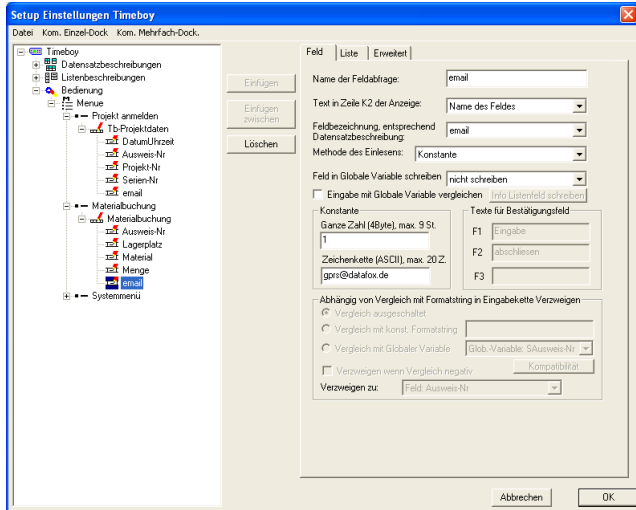 Setup Einstellungen Timeboy
Datei Kom. Einzel-Dock Kom. Mehrfach-Dock.
Timeboy
Datensatzbeschreibungen
Listenbeschreibungen
Bedienung
Menue
Projekt anmelden
Tb-Projektdaten
DatumUhrzeit
Ausweis-Nr
Projekt-Nr
Serien-Nr
email
Materialbuchung
Materialbuchung
Ausweis-Nr
Lagerplatz
Material
Menge
email
Systemmenü
Einfügen
Einfügen
zwischen
Löschen
Feld Liste Erweitert
Name der Feldabfrage: email
Text in Zeile K2 der Anzeige: Name des Feldes
Feldbezeichnung, entsprechend
Datensatzbeschreibung: email
Methode des Einlesens: Konstante
Feld in Globale Variable schreiben nicht schreiben
Eingabe mit Globale Variable vergleichen Info Listenfeld schreiben
Konstante
Ganze Zahl (4Byte), max. 9 St.
1
Zeichenkette (ASCII), max. 20 Z.
gprs@datafox.de
Texte für Bestätigungsfeld
F1 Eingabe
F2 abschliesen
F3
Abhängig von Vergleich mit Formatstring in Eingabekette Verzweigen
Vergleich ausgeschaltet
Vergleich mit konst. Formatstring
Vergleich mit Globaler Variable Glob.-Variable: SAusweis-Nr
Verzweigen wenn Vergleich negativ Kompatibilität
Verzweigen zu: Feld: Ausweis-Nr
Abbrechen OK